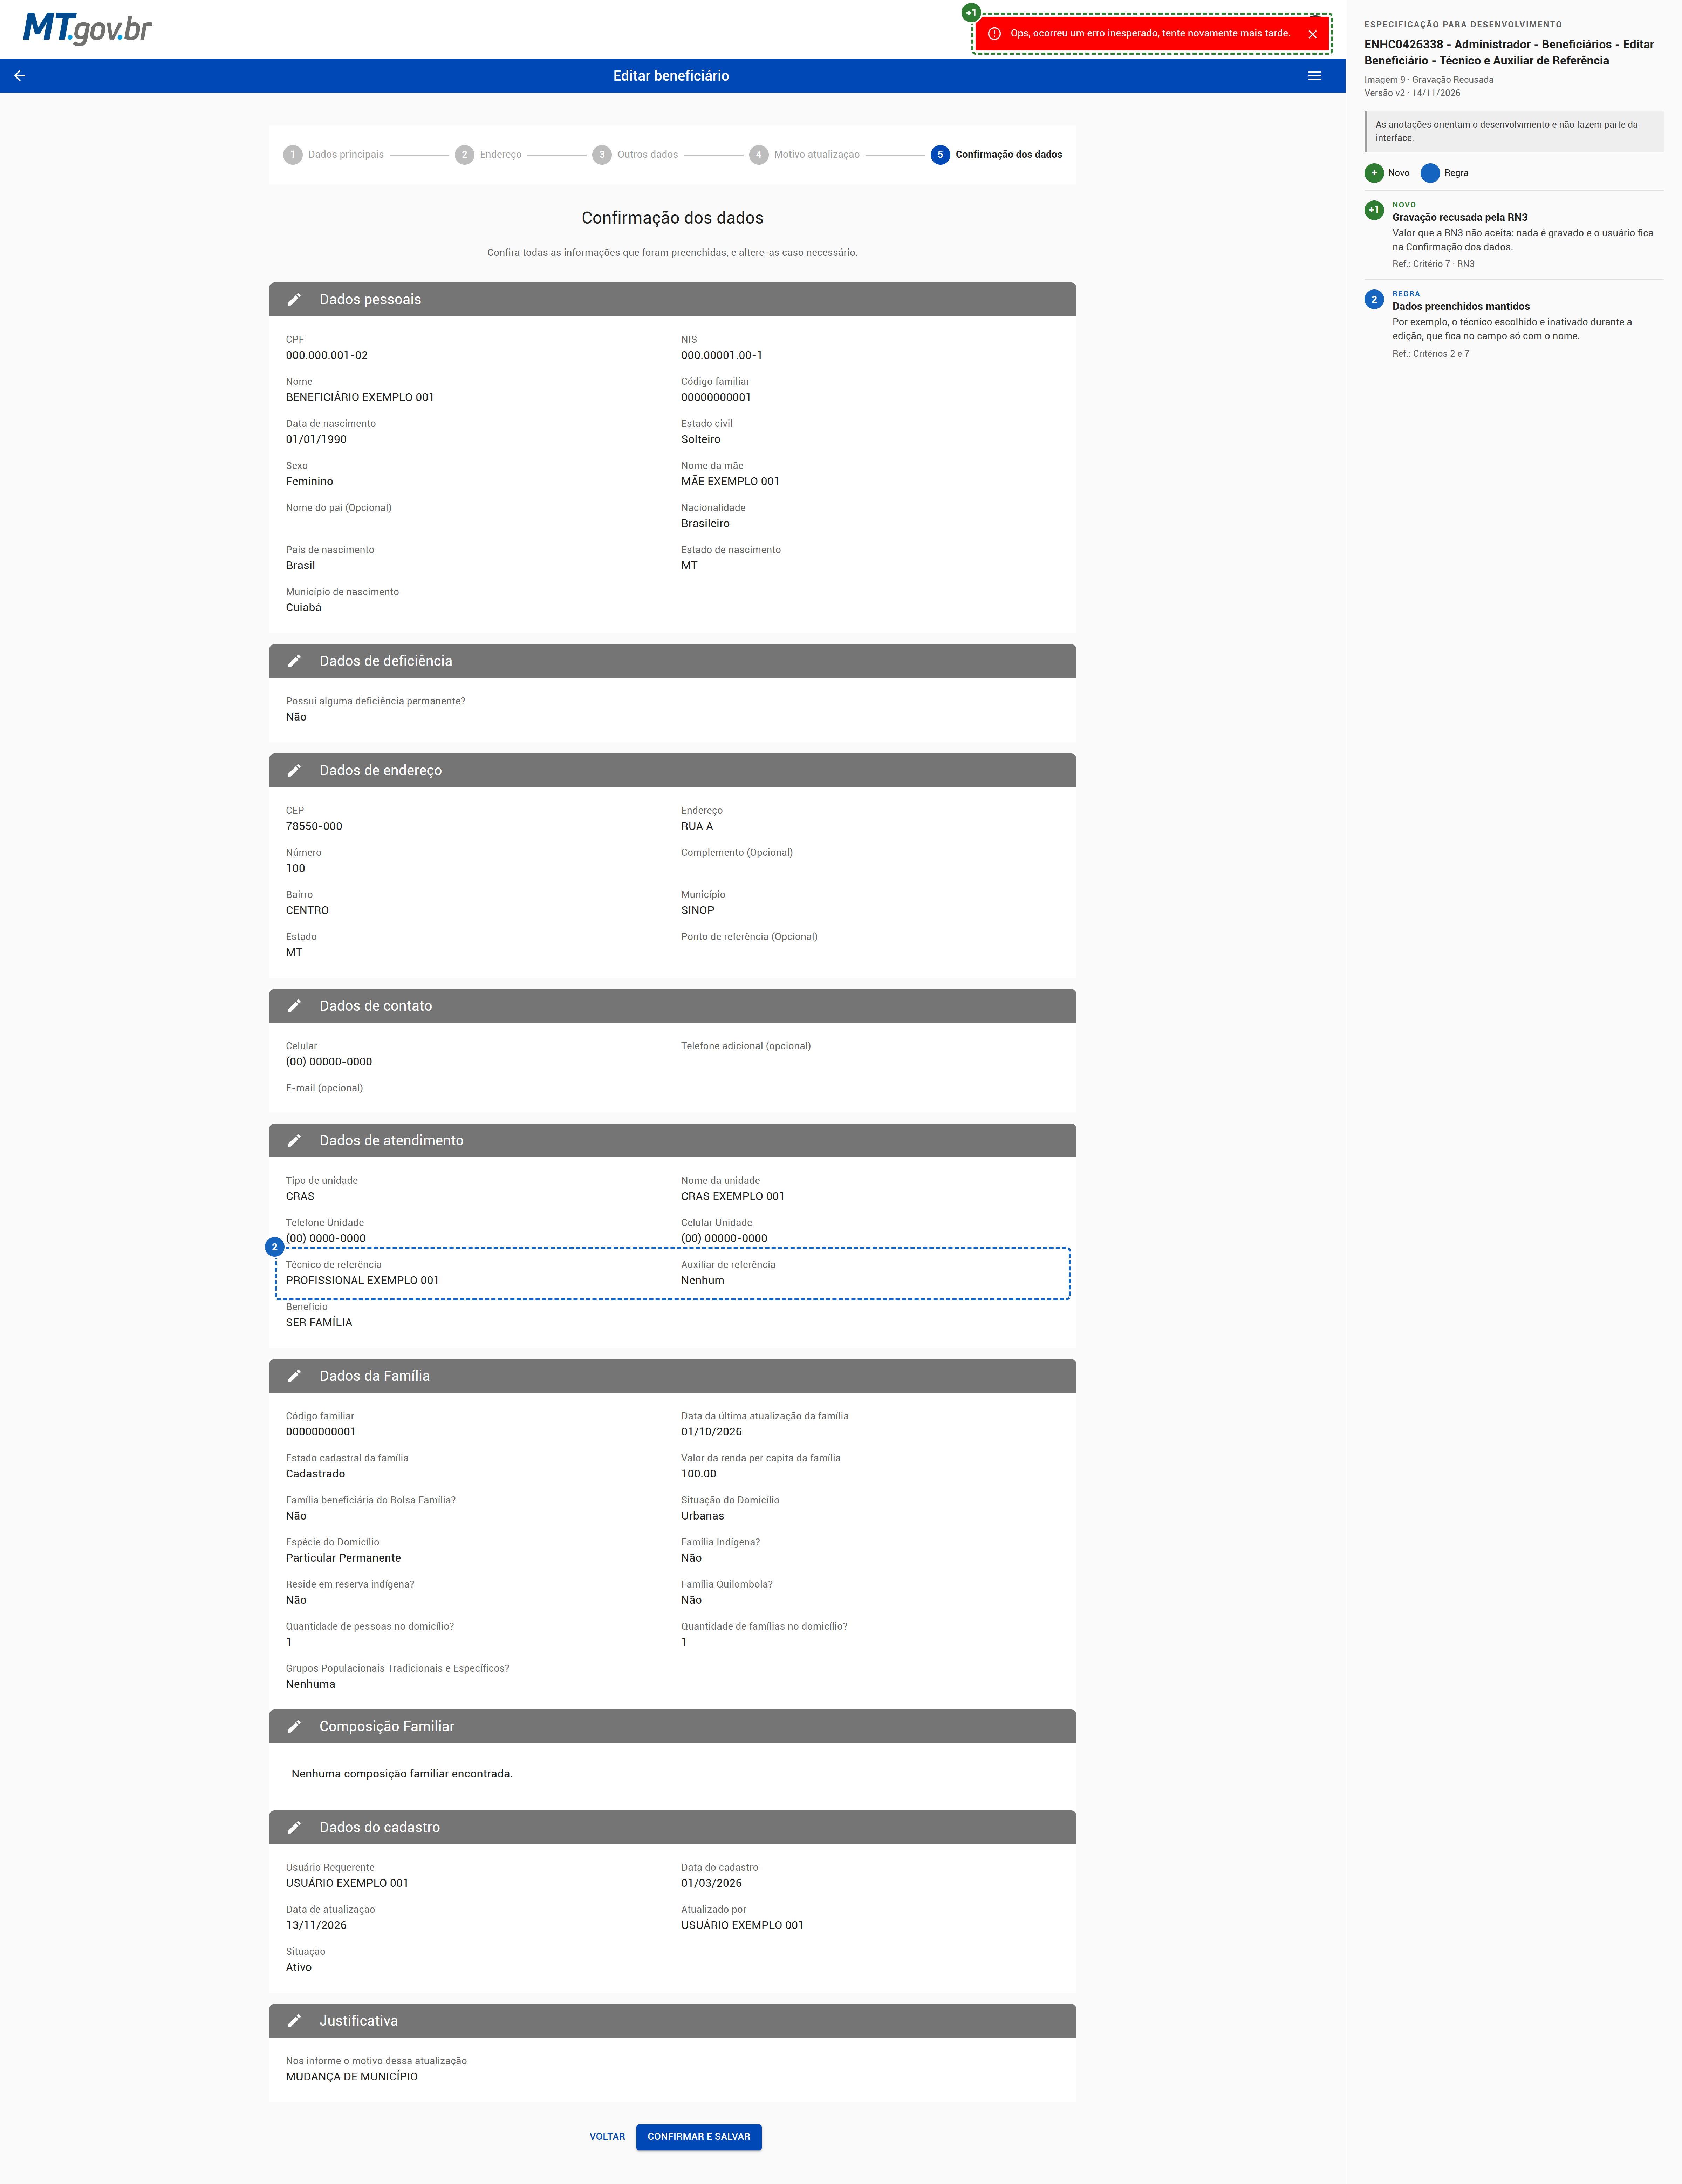 MT.gov.br
+1
Ops, ocorreu um erro inesperado, tente novamente mais tarde.
Editar beneficiário
1 Dados principais
2 Endereço
3 Outros dados
4 Motivo atualização
5 Confirmação dos dados
Confirmação dos dados
Confira todas as informações que foram preenchidas, e altere-as caso necessário.
Dados pessoais
CPF
000.000.001-02
NIS
000.00001.00-1
Nome
BENEFICIÁRIO EXEMPLO 001
Código familiar
00000000001
Data de nascimento
01/01/1990
Estado civil
Solteiro
Sexo
Feminino
Nome da mãe
MÃE EXEMPLO 001
Nome do pai (Opcional)
Nacionalidade
Brasileiro
País de nascimento
Brasil
Estado de nascimento
MT
Município de nascimento
Cuiabá
Dados de deficiência
Possui alguma deficiência permanente?
Não
Dados de endereço
CEP
78550-000
Endereço
RUA A
Número
100
Complemento (Opcional)
Bairro
CENTRO
Município
SINOP
Estado
MT
Ponto de referência (Opcional)
Dados de contato
Celular
(00) 00000-0000
Telefone adicional (opcional)
E-mail (opcional)
Dados de atendimento
Tipo de unidade
CRAS
Nome da unidade
CRAS EXEMPLO 001
Telefone Unidade
(00) 0000-0000
Celular Unidade
(00) 00000-0000
2
Técnico de referência
PROFISSIONAL EXEMPLO 001
Auxiliar de referência
Nenhum
Benefício
SER FAMÍLIA
Dados da Família
Código familiar
00000000001
Data da última atualização da família
01/10/2026
Estado cadastral da família
Cadastrado
Valor da renda per capita da família
100.00
Família beneficiária do Bolsa Família?
Não
Situação do Domicílio
Urbanas
Espécie do Domicílio
Particular Permanente
Família Indígena?
Não
Reside em reserva indígena?
Não
Família Quilombola?
Não
Quantidade de pessoas no domicílio?
1
Quantidade de famílias no domicílio?
1
Grupos Populacionais Tradicionais e Específicos?
Nenhuma
Composição Familiar
Nenhuma composição familiar encontrada.
Dados do cadastro
Usuário Requerente
USUÁRIO EXEMPLO 001
Data do cadastro
01/03/2026
Data de atualização
13/11/2026
Atualizado por
USUÁRIO EXEMPLO 001
Situação
Ativo
Justificativa
Nos informe o motivo dessa atualização
MUDANÇA DE MUNICÍPIO
VOLTAR
CONFIRMAR E SALVAR
ESPECIFICAÇÃO PARA DESENVOLVIMENTO
ENHC0426338 - Administrador - Beneficiários - Editar
Beneficiário - Técnico e Auxiliar de Referência
Imagem 9 · Gravação Recusada
Versão v2 · 14/11/2026
As anotações orientam o desenvolvimento e não fazem parte da
interface.
+ Novo
Regra
+1
NOVO
Gravação recusada pela RN3
Valor que a RN3 não aceita: nada é gravado e o usuário fica
na Confirmação dos dados.
Ref.: Critério 7 · RN3
2
REGRA
Dados preenchidos mantidos
Por exemplo, o técnico escolhido e inativado durante a
edição, que fica no campo só com o nome.
Ref.: Critérios 2 e 7